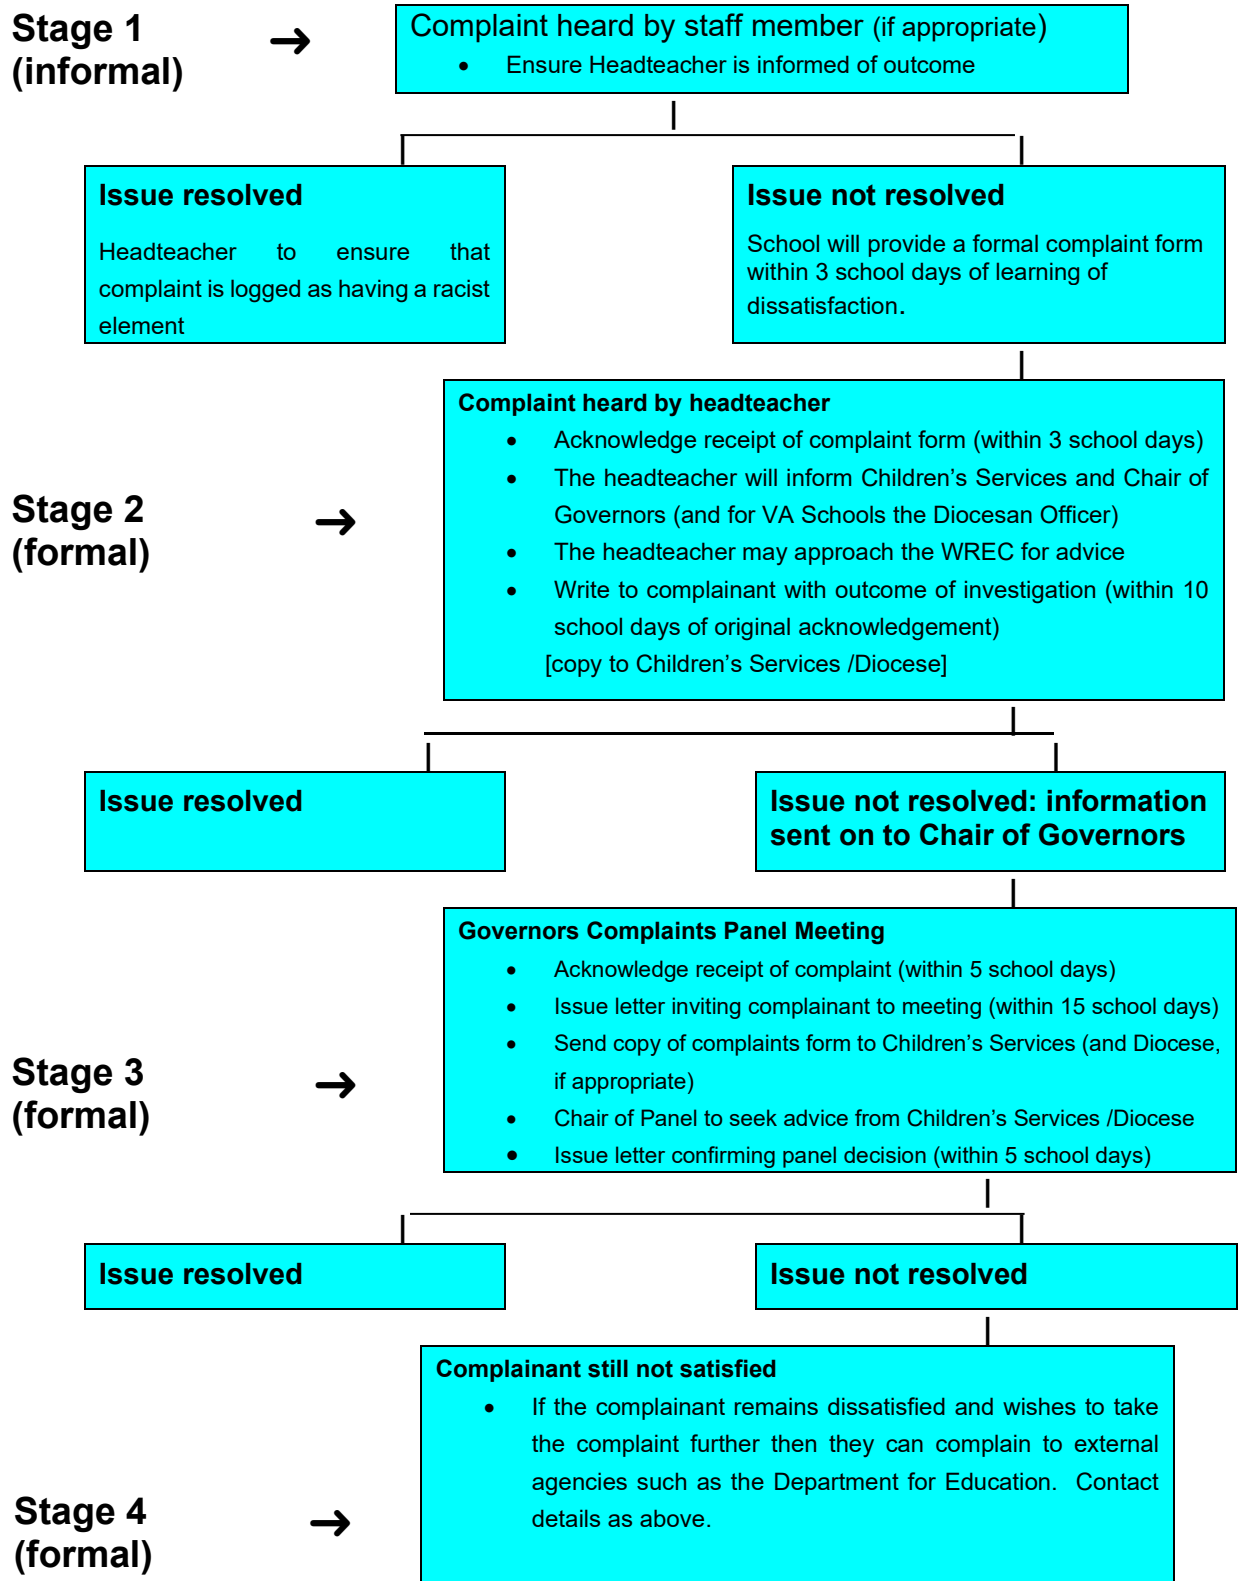 Stage 1
(informal)
→
Complaint heard by staff member (if appropriate)
• Ensure Headteacher is informed of outcome
Issue resolved
Headteacher to ensure that
complaint is logged as having a racist
element
Issue not resolved
School will provide a formal complaint form
within 3 school days of learning of
dissatisfaction.
Stage 2
(formal)
→
Complaint heard by headteacher
• Acknowledge receipt of complaint form (within 3 school days)
• The headteacher will inform Children’s Services and Chair of
Governors (and for VA Schools the Diocesan Officer)
• The headteacher may approach the WREC for advice
• Write to complainant with outcome of investigation (within 10
school days of original acknowledgement)
[copy to Children’s Services /Diocese]
Issue resolved
Issue not resolved: information
sent on to Chair of Governors
Stage 3
(formal)
→
Governors Complaints Panel Meeting
• Acknowledge receipt of complaint (within 5 school days)
• Issue letter inviting complainant to meeting (within 15 school days)
• Send copy of complaints form to Children’s Services (and Diocese,
if appropriate)
• Chair of Panel to seek advice from Children’s Services /Diocese
• Issue letter confirming panel decision (within 5 school days)
Issue resolved
Issue not resolved
Stage 4
(formal)
→
Complainant still not satisfied
• If the complainant remains dissatisfied and wishes to take
the complaint further then they can complain to external
agencies such as the Department for Education. Contact
details as above.